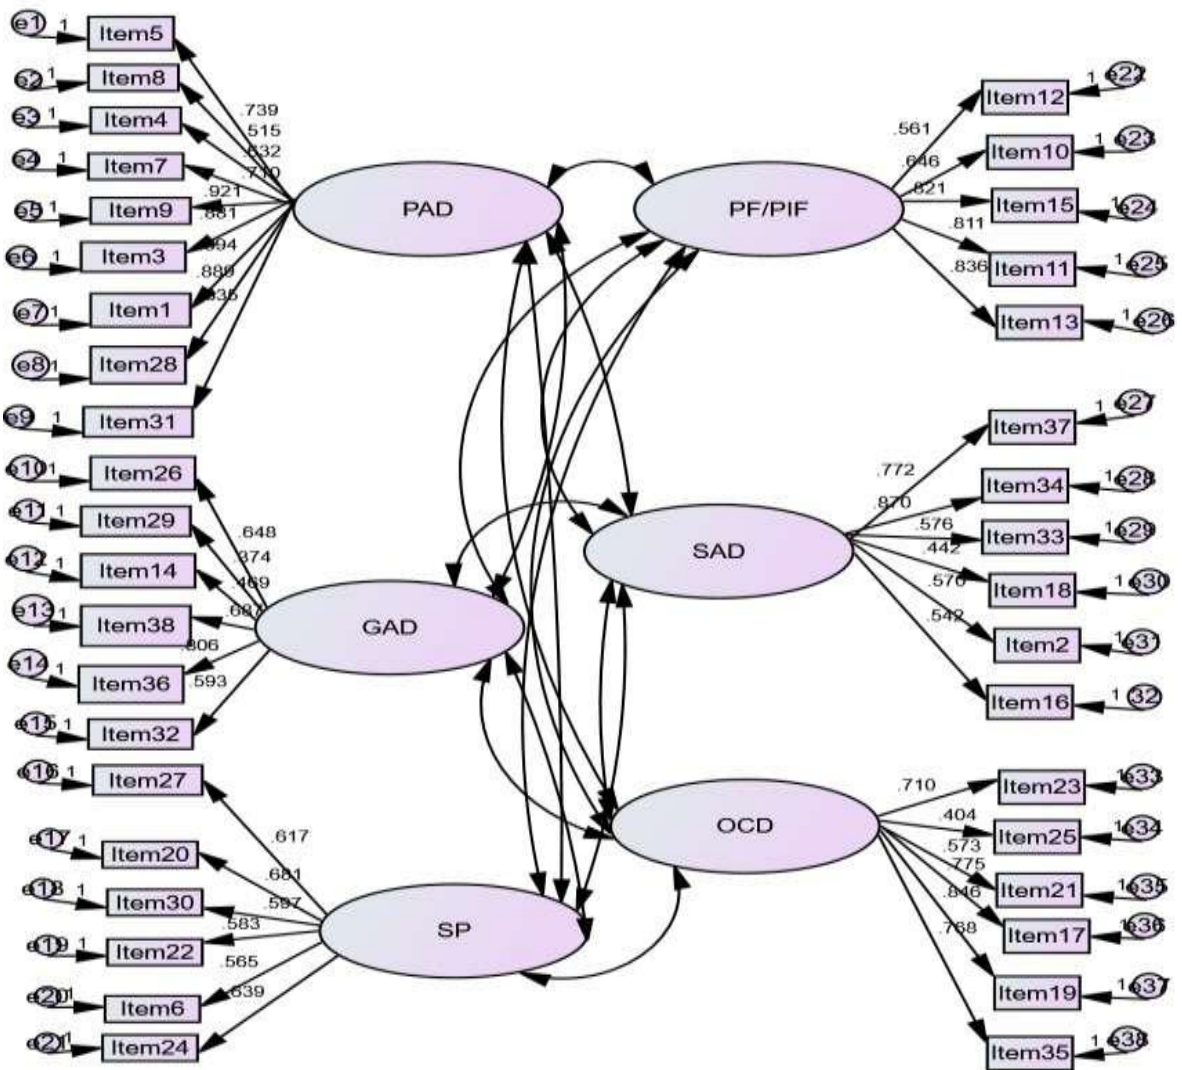 e1 1 Item5
e2 1 Item8
e3 1 Item4
e4 1 Item7
e5 1 Item9
e6 1 Item3
e7 1 Item1
e8 1 Item28
e9 1 Item31
.739
.515
.632
.710
.921
.881
.889
PAD
e10 1 Item26
e11 1 Item29
e12 1 Item14
e13 1 Item38
e14 1 Item36
e15 1 Item32
.648
.374
.469
.687
.806
.593
GAD
e16 1 Item27
e17 1 Item20
e18 1 Item30
e19 1 Item22
e20 1 Item6
e21 1 Item24
.617
.681
.597
.583
.565
SP
PF/PIF
.561
.646
.821
.811
.836
Item12 1 e22
Item10 1 e23
Item15 1 e24
Item11 1 e25
Item13 1 e26
SAD
.772
.870
.576
.442
.576
.542
Item37 1 e27
Item34 1 e28
Item33 1 e29
Item18 1 e30
Item2 1 e31
Item16 1 32
OCD
.710
.404
.573
.775
.846
.768
Item23 1 e33
Item25 1 e34
Item21 1 e35
Item17 1 e36
Item19 1 e37
Item35 1 e38